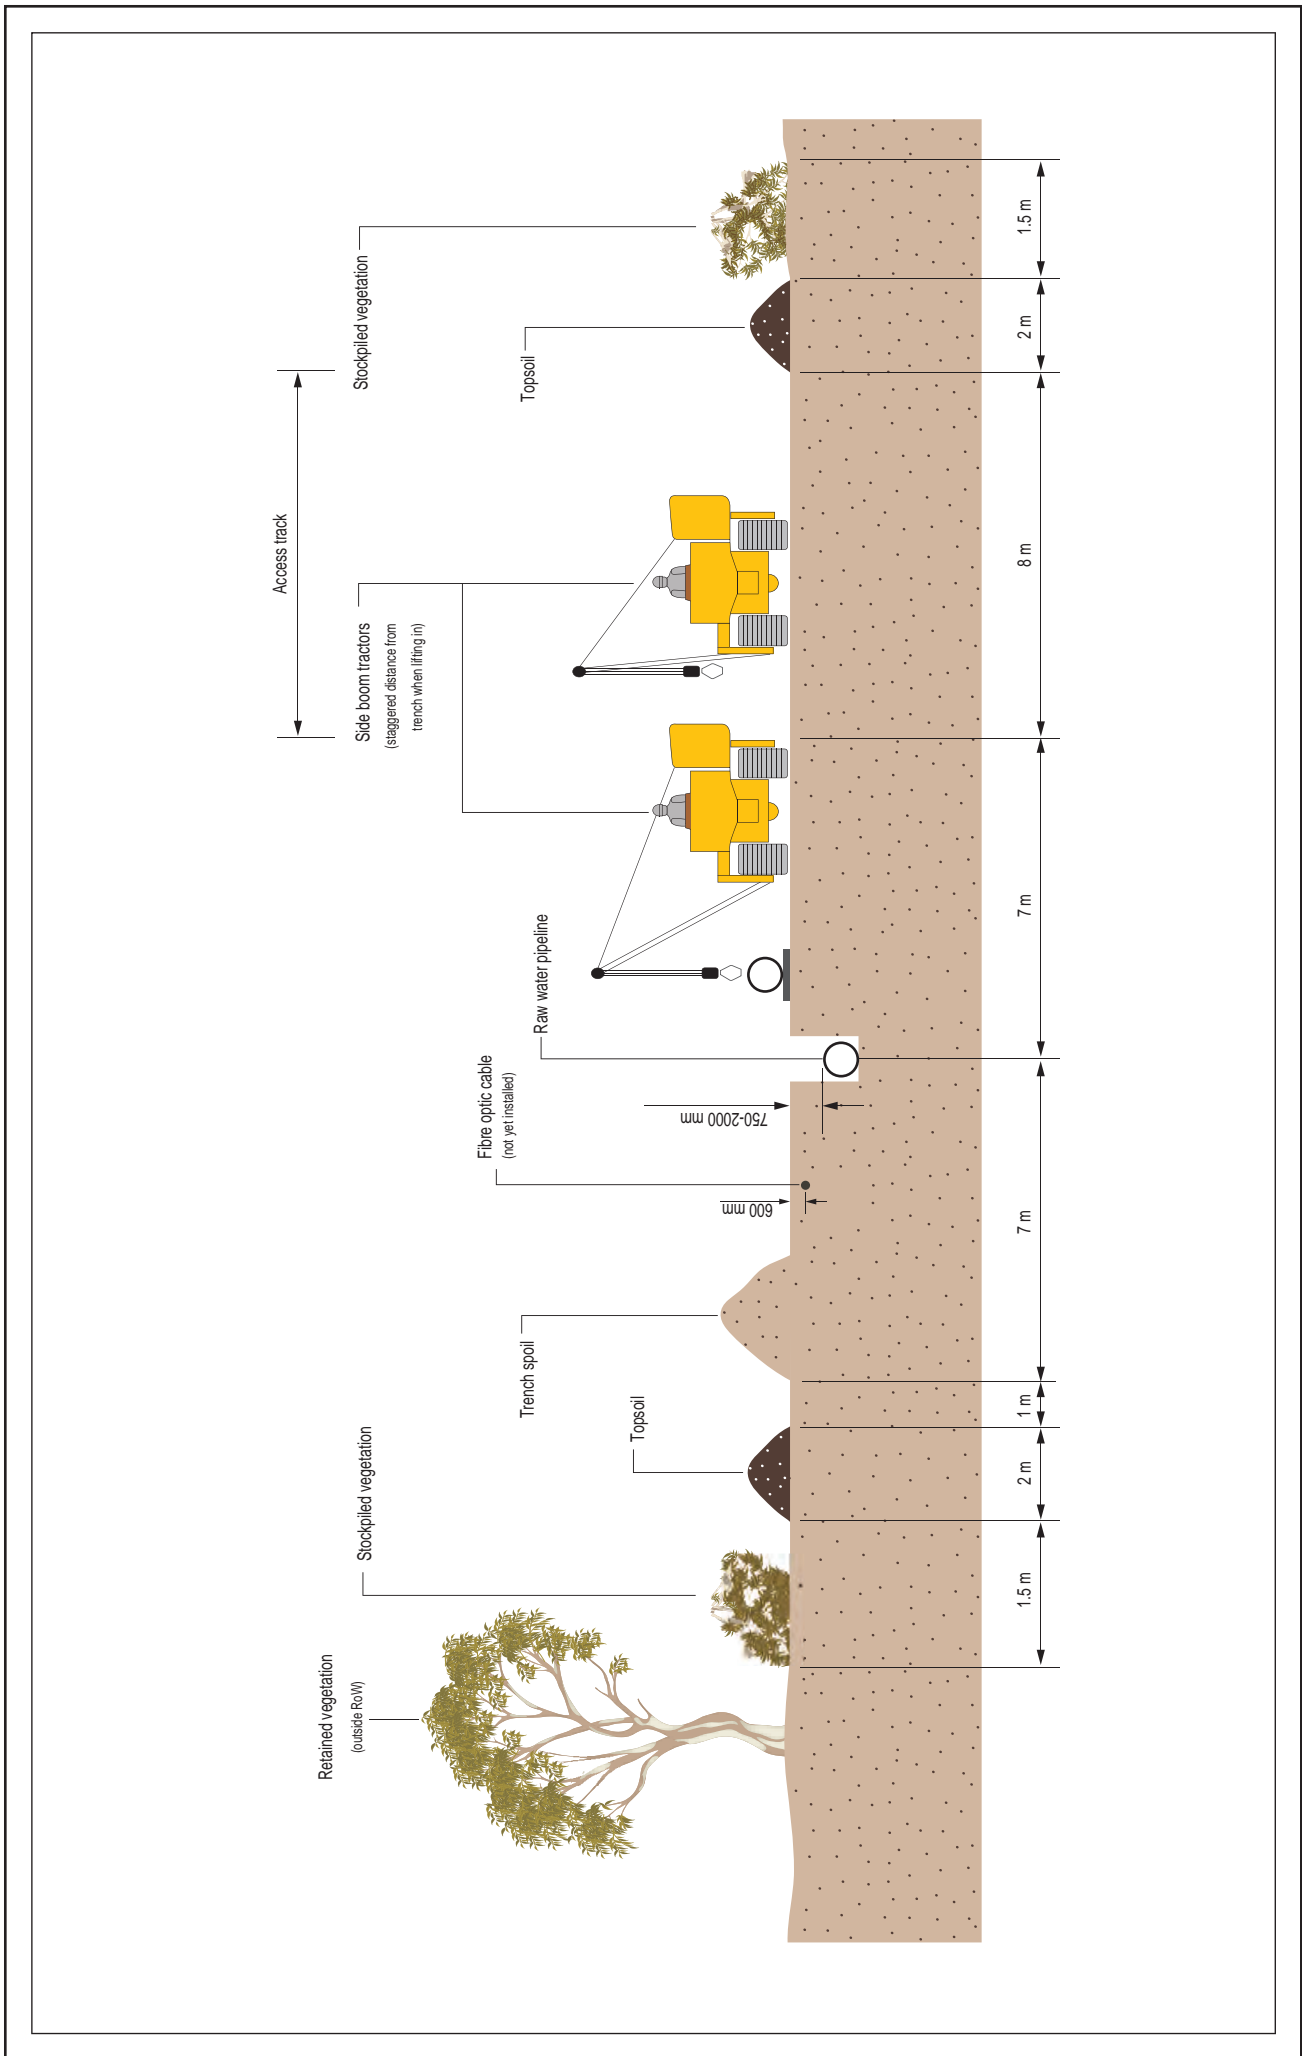 Access track
Retained vegetation
(outside RoW)
Stockpiled vegetation
Side boom tractors
(staggered distance from
trench when lifting in)
Stockpiled vegetation
Fibre optic cable
(not yet installed)
Trench spoil
Raw water pipeline
Topsoil
Topsoil
600 mm
750-2000 mm
1.5 m
2 m
1 m
7 m
7 m
8 m
2 m
1.5 m